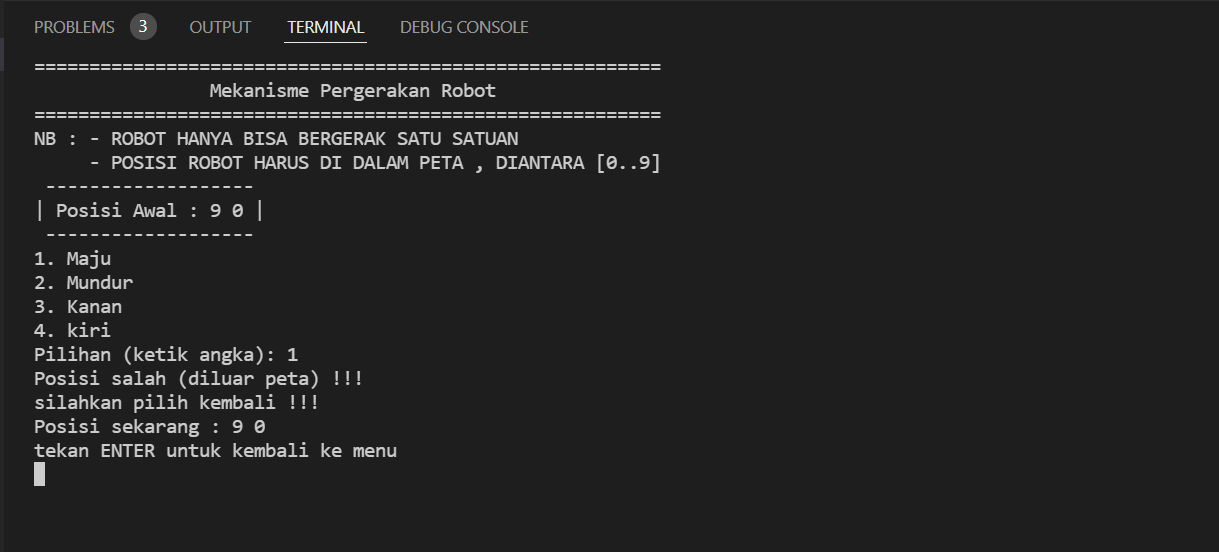 PROBLEMS 3 OUTPUT TERMINAL DEBUG CONSOLE
=========================================================
Mekanisme Pergerakan Robot
=========================================================
NB : - ROBOT HANYA BISA BERGERAK SATU SATUAN
- POSISI ROBOT HARUS DI DALAM PETA , DIANTARA [0..9]
-------------------
| Posisi Awal : 9 0 |
-------------------
1. Maju
2. Mundur
3. Kanan
4. kiri
Pilihan (ketik angka): 1
Posisi salah (diluar peta) !!!
silahkan pilih kembali !!!
Posisi sekarang : 9 0
tekan ENTER untuk kembali ke menu